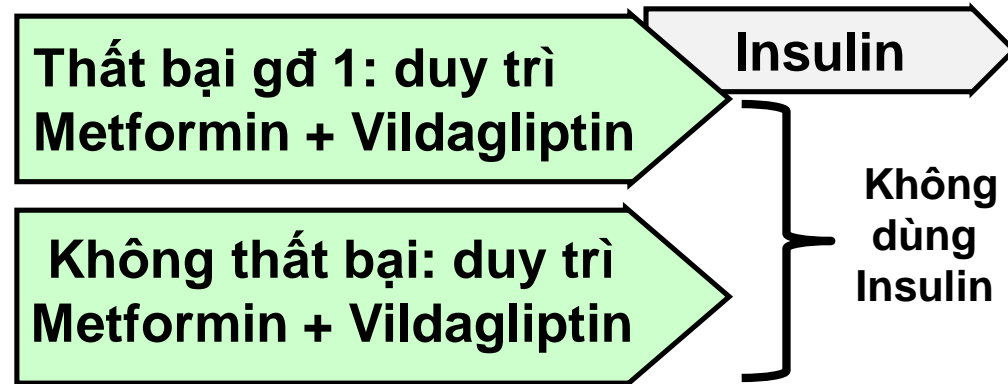 Thất bại gđ 1: duy trì
Metformin + Vildagliptin
Insulin
Không thất bại: duy trì
Metformin + Vildagliptin
Không
dùng
Insulin